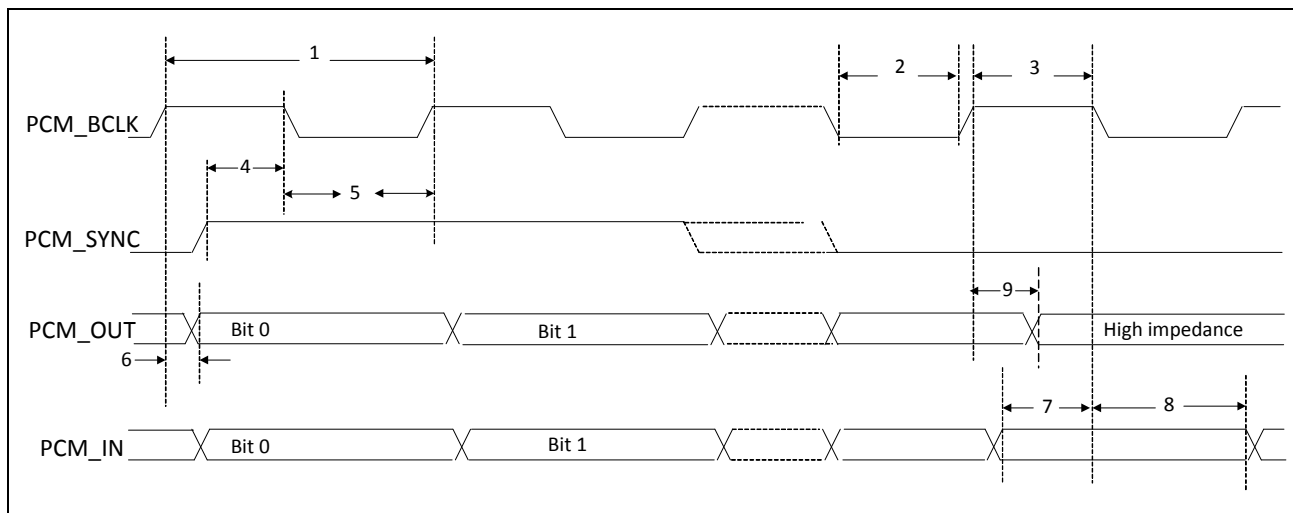 1
2
3
PCM_BCLK
4
5
PCM_SYNC
9
PCM_OUT
Bit 0
Bit 1
High impedance
6
7
8
PCM_IN
Bit 0
Bit 1